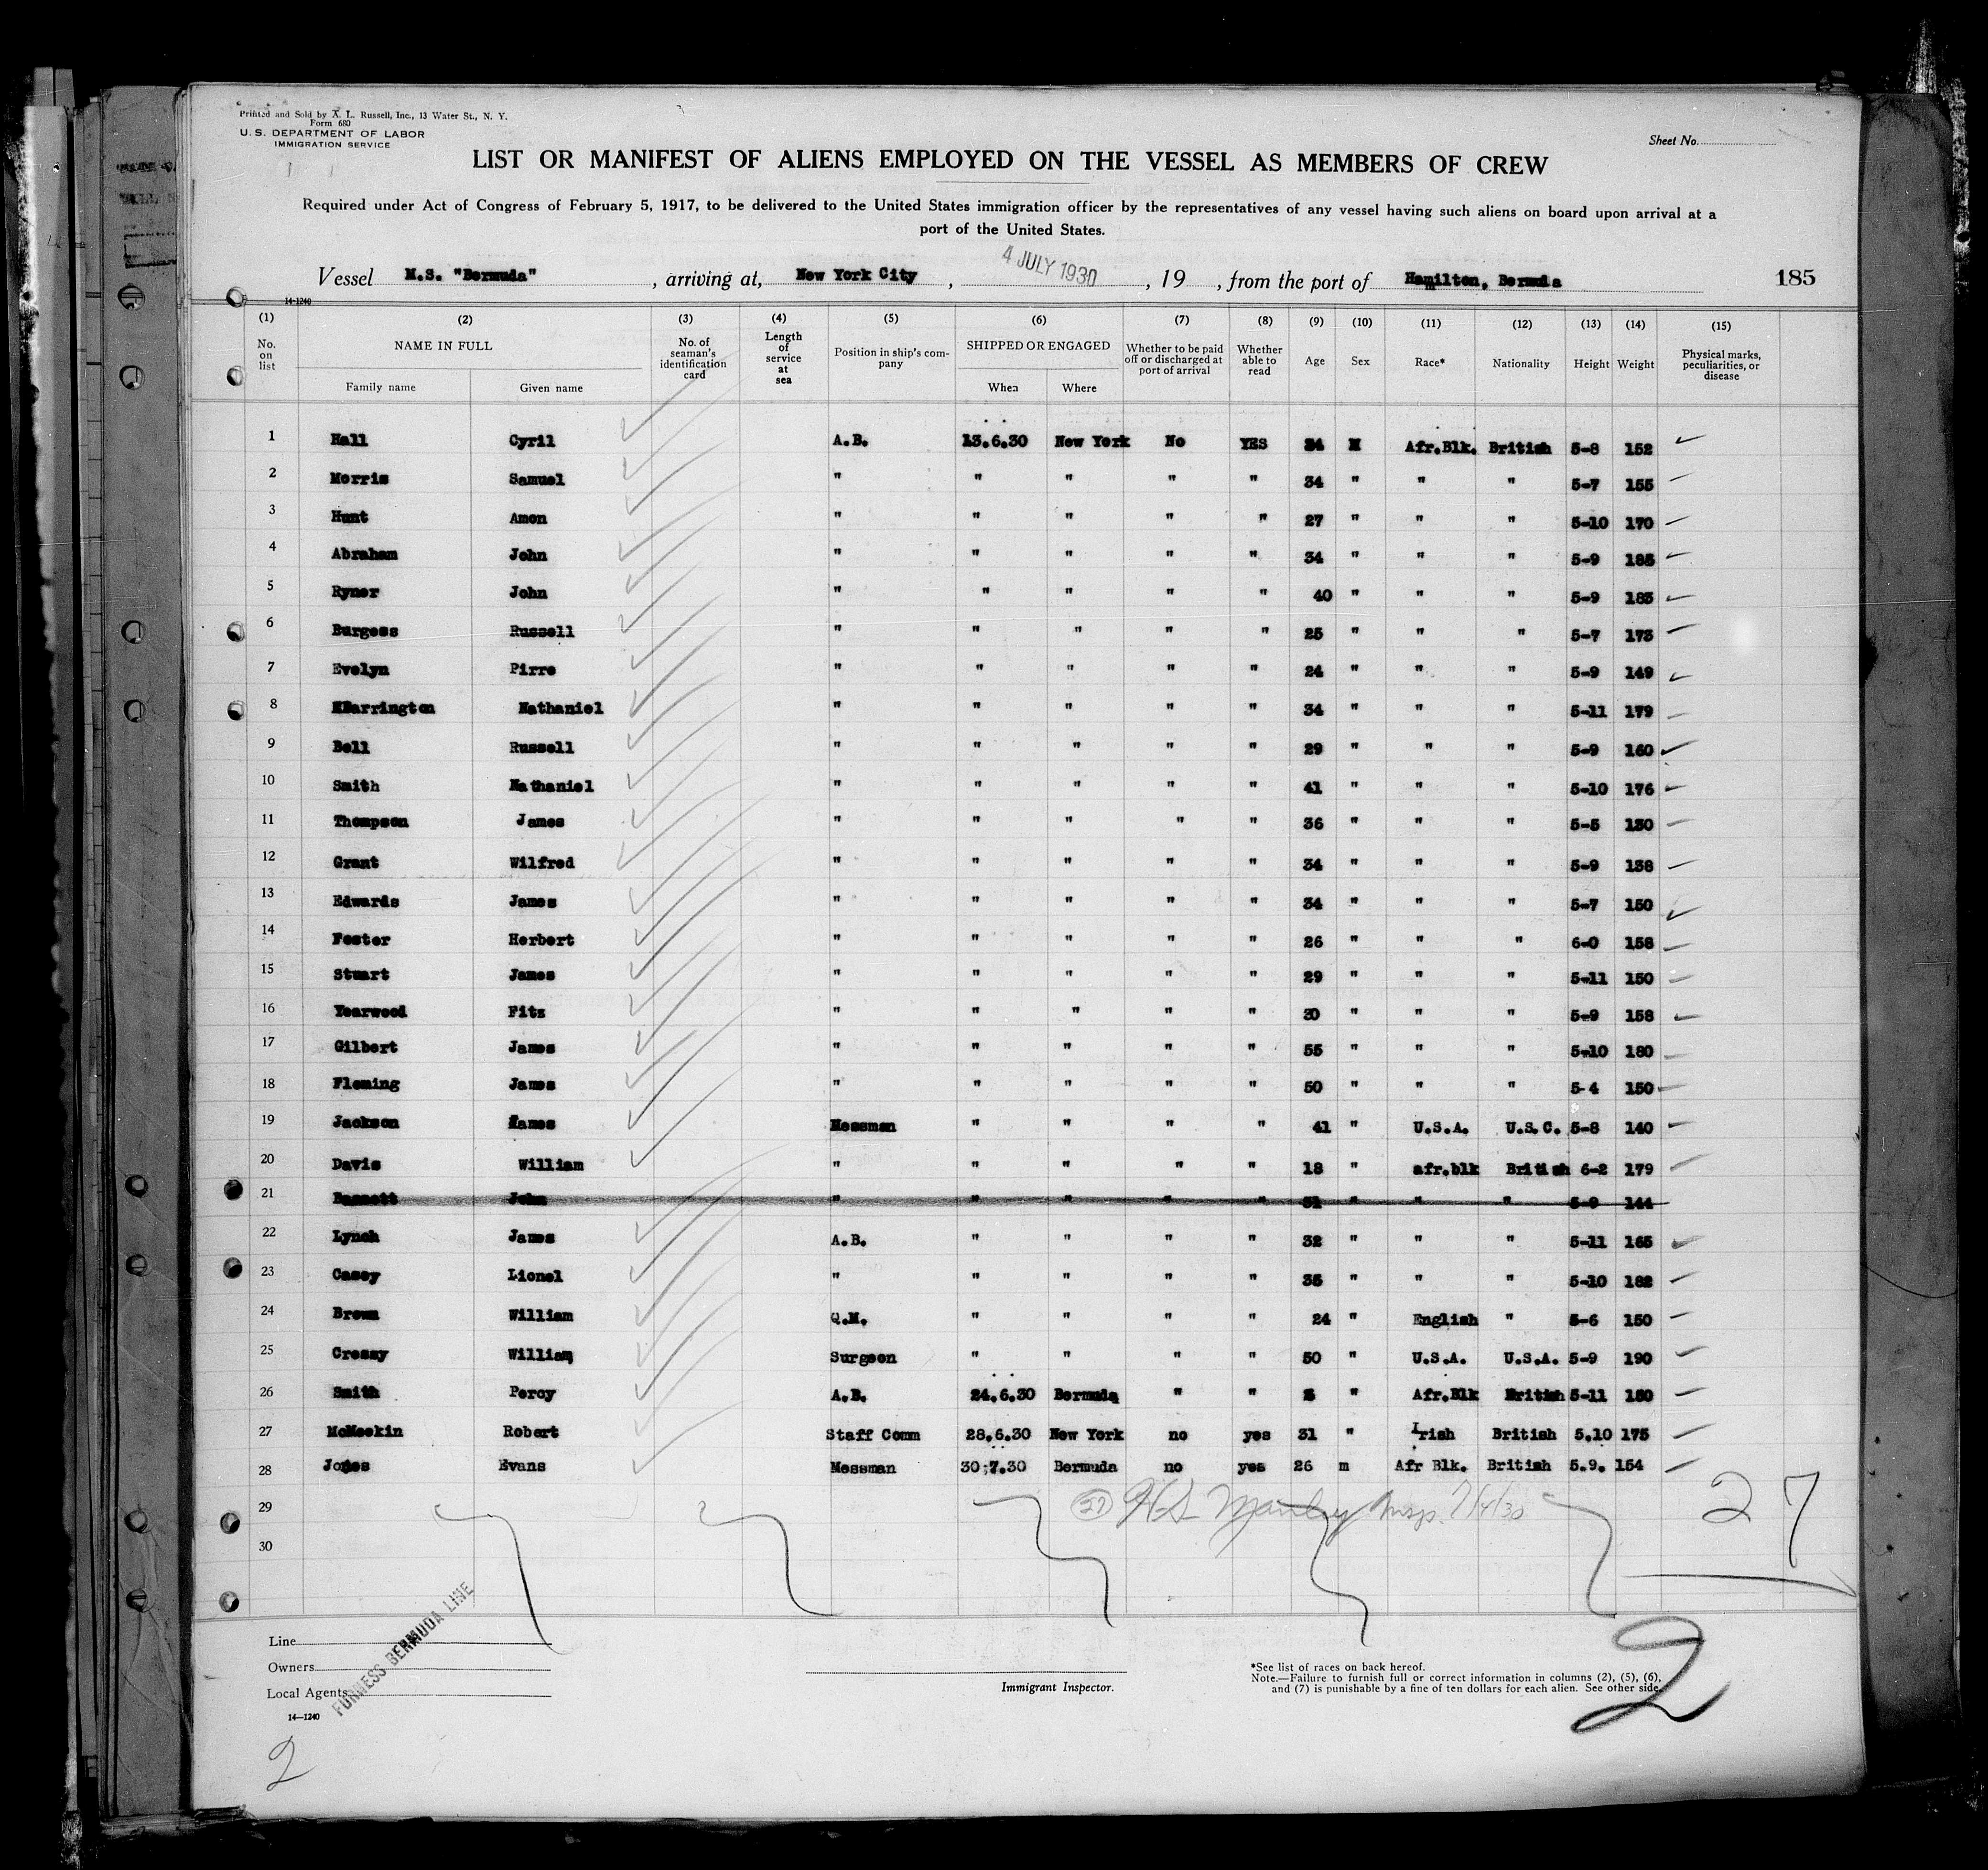 Printed and Sold by A. L. Russell, Inc., 13 Water St., N. Y.
Form 680
U. S. DEPARTMENT OF LABOR
IMMIGRATION SERVICE
Sheet No.
LIST OR MANIFEST OF ALIENS EMPLOYED ON THE VESSEL AS MEMBERS OF CREW
Required under Act of Congress of February 5, 1917, to be delivered to the United States immigration officer by the representatives of any vessel having such aliens on board upon arrival at a
port of the United States.
Vessel M.S. "Bermuda" , arriving at, New York City , 4 JULY 1930 , 19 , from the port of Hamilton, Bermuda 185
14-1240
(1) (2) (3) (4) (5) (6) (7) (8) (9) (10) (11) (12) (13) (14) (15)
No. on list NAME IN FULL Family name Given name No. of seaman's identification card Length of service at sea Position in ship's company SHIPPED OR ENGAGED When Where Whether to be paid off or discharged at port of arrival Whether able to read Age Sex Race* Nationality Height Weight Physical marks, peculiarities, or disease
1 Hall Cyril A.B. 13.6.30 New York No YES M Afr.Blk. British 5-8 152
2 Morris Samuel " " " " " 34 " " " 5-7 155
3 Hunt Amon " " " " " 27 " " " 5-10 170
4 Abraham John " " " " " 34 " " " 5-9 185
5 Ryner John " " " " " 40 " " " 5-9 183
6 Burgess Russell " " " " " 25 " " " 5-7 173
7 Evelyn Pirre " " " " " 24 " " " 5-9 149
8 Harrington Nathaniel " " " " " 34 " " " 5-11 179
9 Bell Russell " " " " " 29 " " " 5-9 160
10 Smith Nathaniel " " " " " 41 " " " 5-10 176
11 Thompson James " " " " " 36 " " " 5-5 130
12 Grant Wilfred " " " " " 34 " " " 5-9 138
13 Edwards James " " " " " 34 " " " 5-7 150
14 Foster Herbert " " " " " 26 " " " 6-0 158
15 Stuart James " " " " " 29 " " " 5-11 150
16 Yearwood Fitz " " " " " 30 " " " 5-9 158
17 Gilbert James " " " " " 55 " " " 5-10 180
18 Fleming James " " " " " 50 " " " 5-4 150
19 Jackson James Messman " " " " 41 " U.S.A. U.S.C. 5-8 140
20 Davis William " " " " " 18 " afr.blk British 6-2 179
21 Bassett John " " " " " 31 " " " 5-9 144
22 Lynch James A.B. " " " " 32 " " " 5-11 165
23 Casey Lionel " " " " " 35 " " " 5-10 182
24 Brown William Q.M. " " " " 24 " English " 5-6 150
25 Cressy William Surgeon " " " " 50 " U.S.A. U.S.A. 5-9 190
26 Smith Percy A.B. 24.6.30 Bermuda " " " Afr.Blk British 5-11 150
27 McMeekin Robert Staff Comm 28.6.30 New York no yes 31 " Irish British 5.10 175
28 Jones Evans Messman 30;7.30 Bermuda no yes 26 m Afr Blk. British 5.9. 154
29 (27) Insp. 7/4/30 27
30
Line
Owners
Local Agents
FURNESS BERMUDA LINE
14—1240
Immigrant Inspector.
*See list of races on back hereof.
Note.—Failure to furnish full or correct information in columns (2), (5), (6),
and (7) is punishable by a fine of ten dollars for each alien. See other side.
2
2